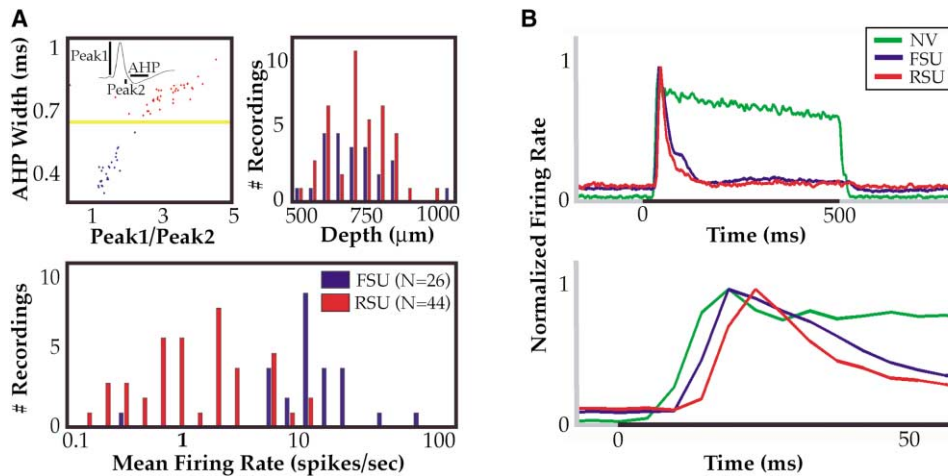 A
AHP Width (ms)
1
0.7
0.4
Peak1
AHP
Peak2
1
3
5
Peak1/Peak2
# Recordings
10
5
0
500
750
1000
Depth (μm)
# Recordings
10
5
0
FSU (N=26)
RSU (N=44)
0.1
1
10
100
Mean Firing Rate (spikes/sec)
B
Normalized Firing Rate
NV
FSU
RSU
1
0
0
500
Time (ms)
1
0
0
50
Time (ms)